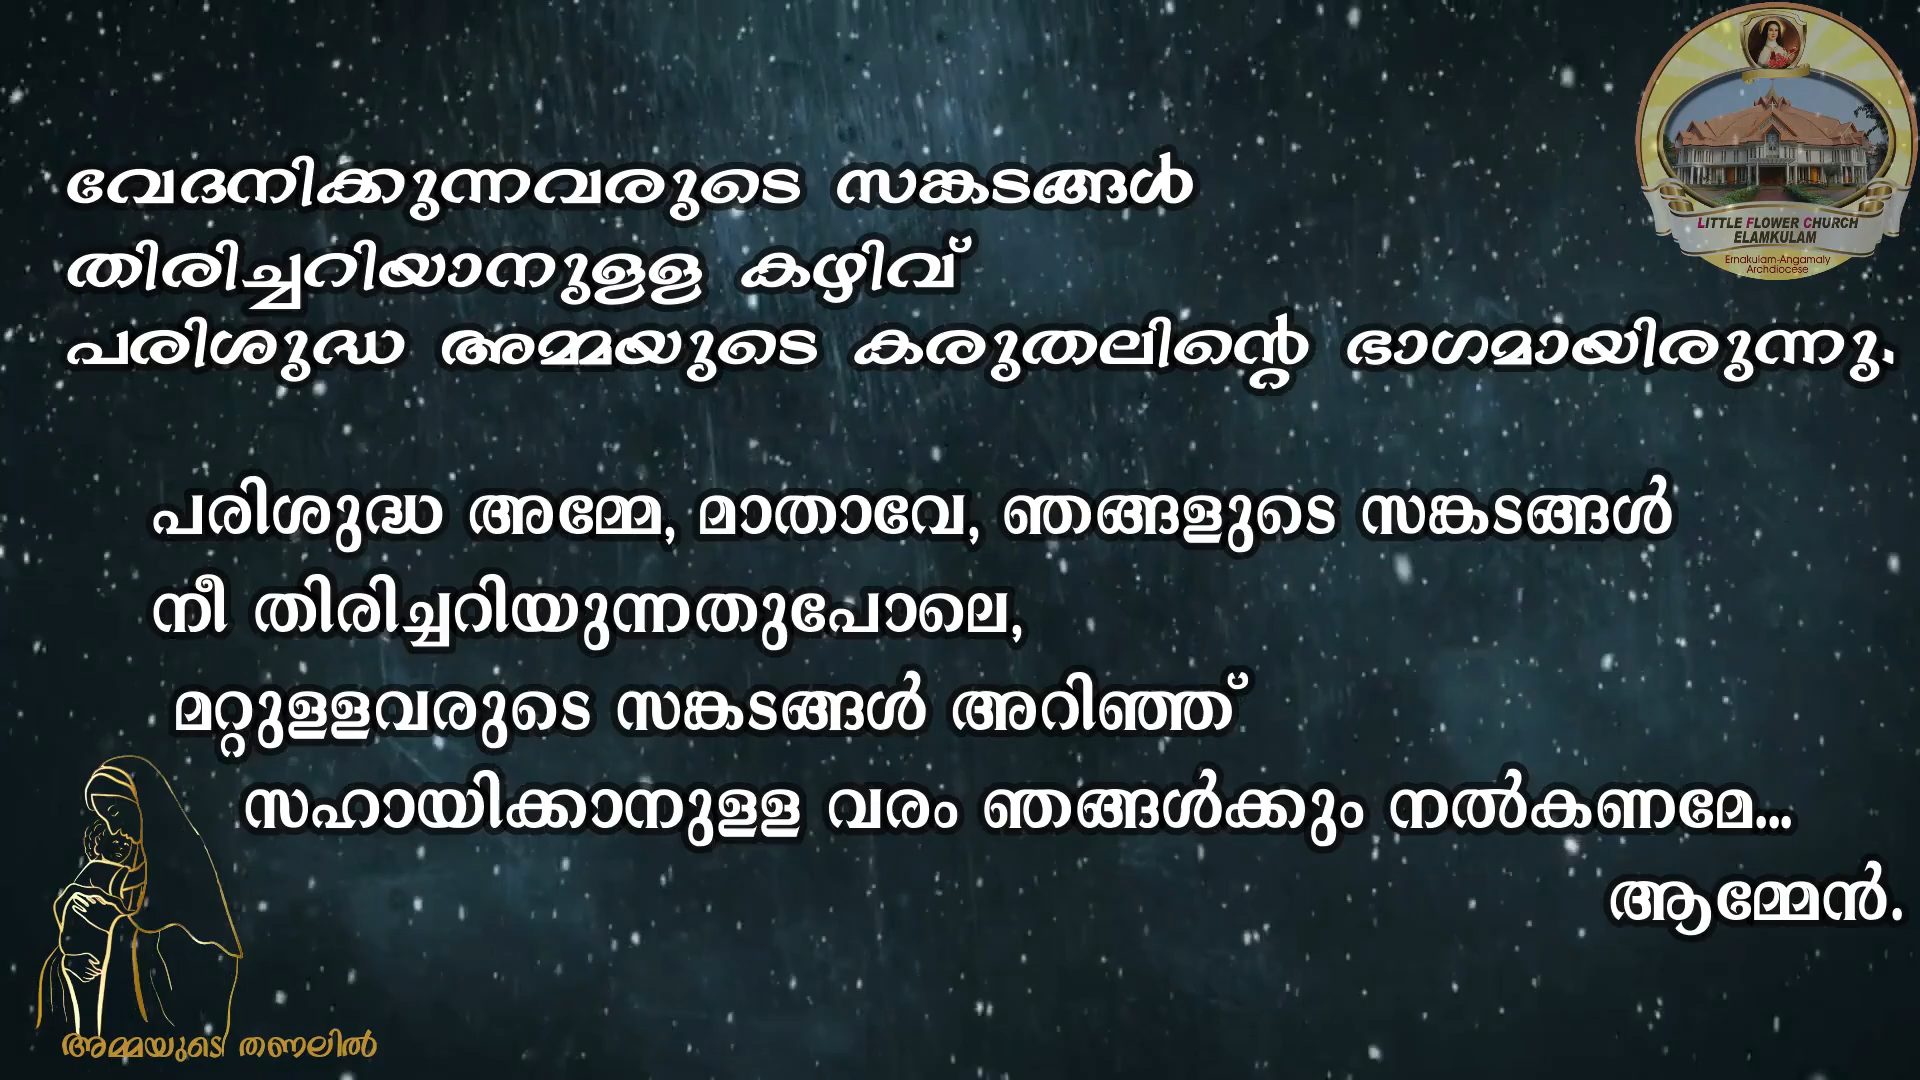 വേദനിക്കുന്നവരുടെ സങ്കടങ്ങൾ
തിരിച്ചറിയാനുള്ള കഴിവ്
പരിശുദ്ധ അമ്മയുടെ കരുതലിന്റെ ഭാഗമായിരുന്നു.
പരിശുദ്ധ അമ്മേ, മാതാവേ, ഞങ്ങളുടെ സങ്കടങ്ങൾ
നീ തിരിച്ചറിയുന്നതുപോലെ,
മറ്റുള്ളവരുടെ സങ്കടങ്ങൾ അറിഞ്ഞ്
സഹായിക്കാനുള്ള വരം ഞങ്ങൾക്കും നൽകണമേ...
ആമ്മേൻ.
അമ്മയുടെ തണലിൽ
LITTLE FLOWER CHURCH
ELAMKULAM
Ernakulam-Angamaly
Archdiocese